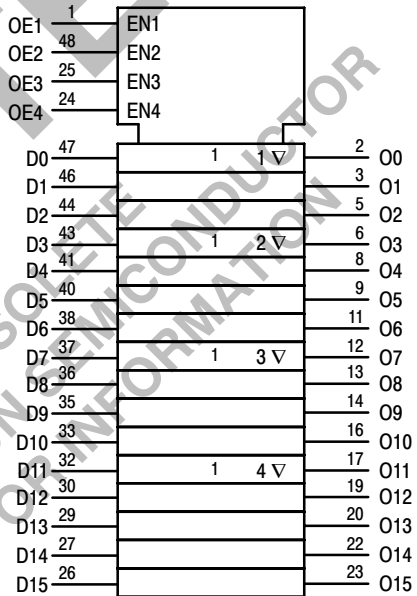 OE1 1 EN1
OE2 48 EN2
OE3 25 EN3
OE4 24 EN4
D0 47 1 1 ∇ 2 O0
D1 46 3 O1
D2 44 5 O2
D3 43 1 2 ∇ 6 O3
D4 41 8 O4
D5 40 9 O5
D6 38 11 O6
D7 37 1 3 ∇ 12 O7
D8 36 13 O8
D9 35 14 O9
D10 33 16 O10
D11 32 1 4 ∇ 17 O11
D12 30 19 O12
D13 29 20 O13
D14 27 22 O14
D15 26 23 O15